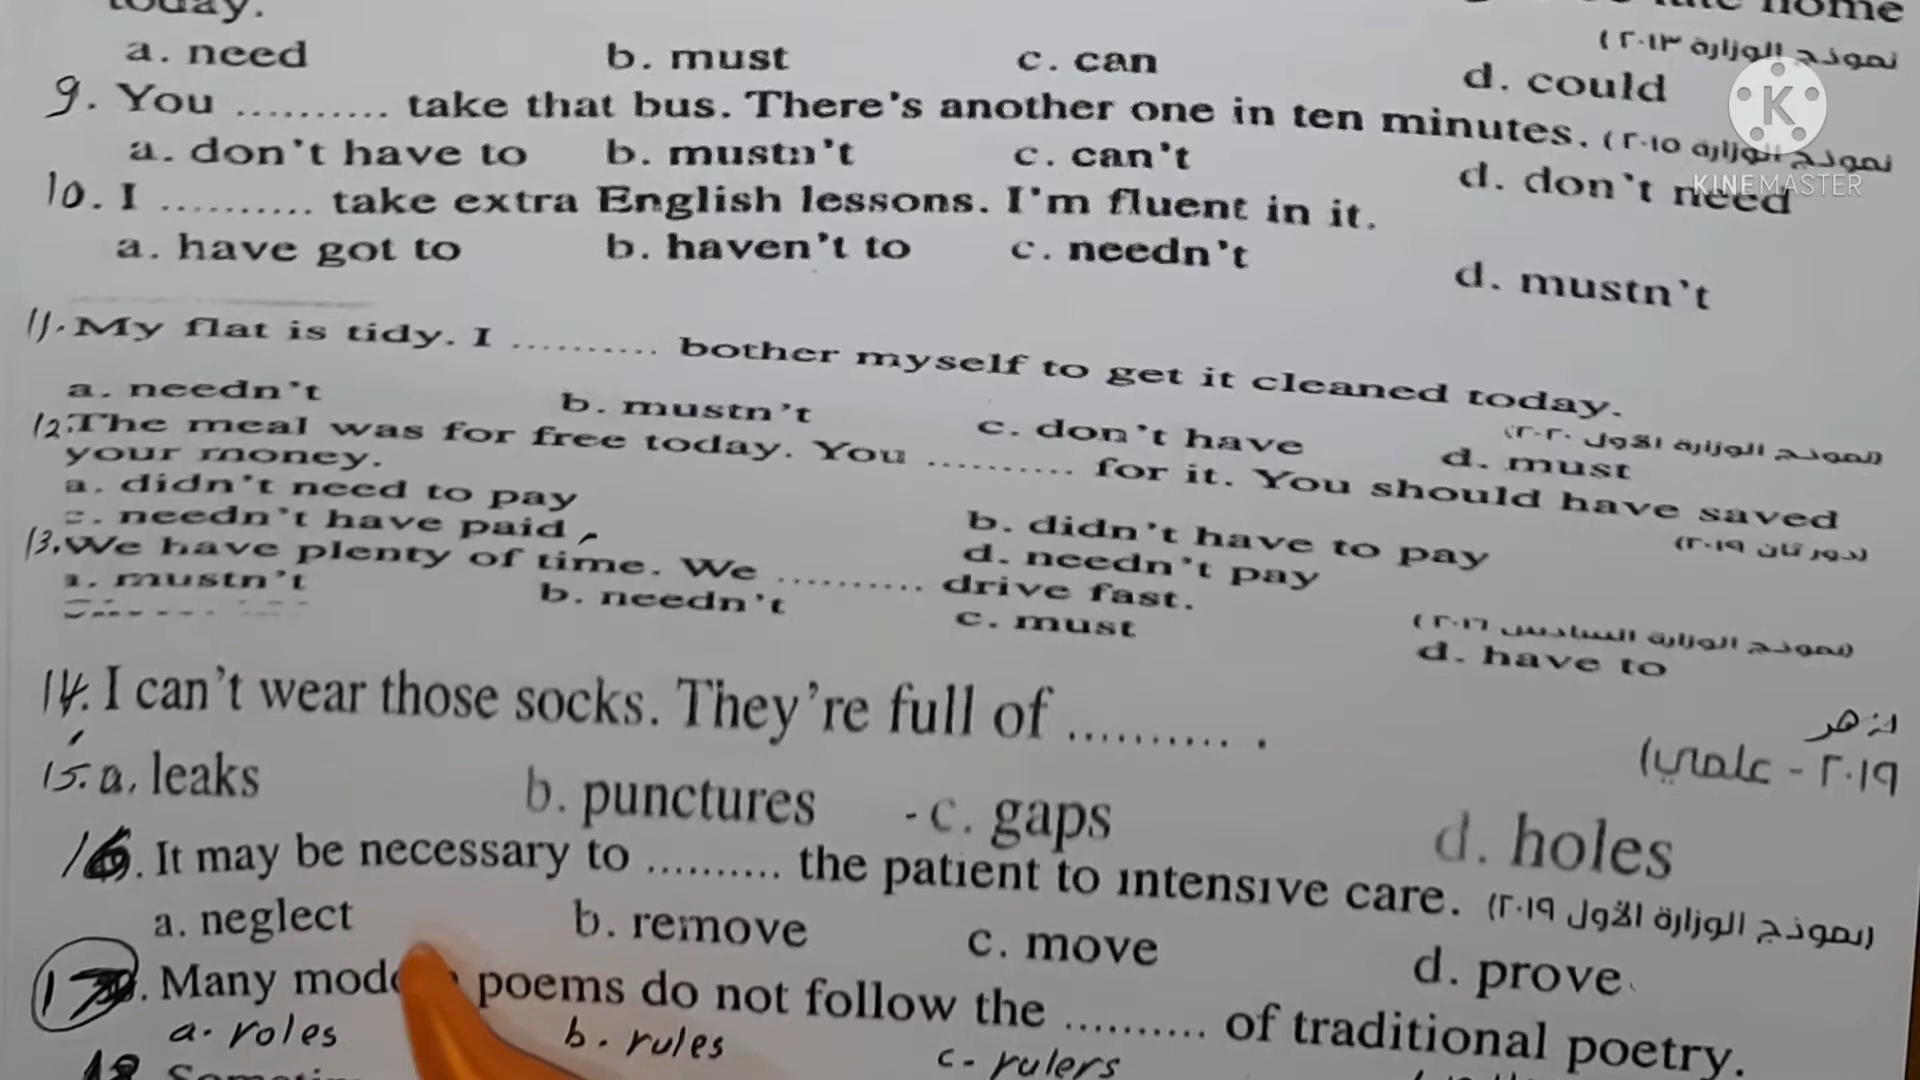 today.
late home
a. need b. must c. can d. could
(نموذج الوزارة ٢٠١٣)
9. You .......... take that bus. There's another one in ten minutes. (نموذج الوزارة ٢٠١٥)
a. don't have to b. mustn't c. can't d. don't need
K
KINEMASTER
10. I .......... take extra English lessons. I'm fluent in it.
a. have got to b. haven't to c. needn't d. mustn't
11. My flat is tidy. I .......... bother myself to get it cleaned today.
(نموذج الوزارة الأول ٢٠٢٠)
a. needn't b. mustn't c. don't have d. must
12. The meal was for free today. You .......... for it. You should have saved
your money.
(دور ثان ٢٠١٩)
a. didn't need to pay b. didn't have to pay
c. needn't have paid d. needn't pay
13. We have plenty of time. We .......... drive fast.
(نموذج الوزارة السادس ٢٠١٦)
a. mustn't b. needn't c. must d. have to
14. I can't wear those socks. They're full of .......... .
ازهر
٢٠١٩ - علمي)
15. a. leaks b. punctures - c. gaps d. holes
16. It may be necessary to .......... the patient to intensive care. (نموذج الوزارة الأول ٢٠١٩)
a. neglect b. remove c. move d. prove
17. Many poems do not follow the .......... of traditional poetry.
a. roles b. rules c. rulers
18.